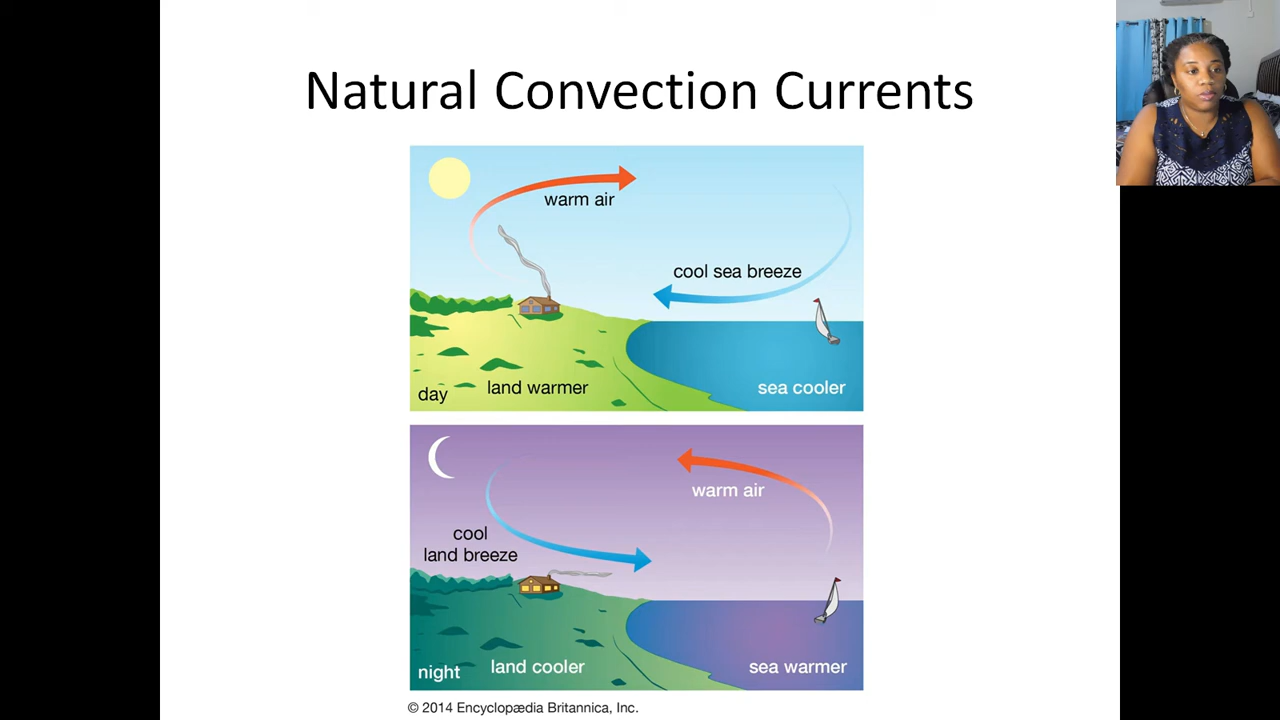 Natural Convection Currents
warm air
cool sea breeze
day
land warmer
sea cooler
warm air
cool
land breeze
night
land cooler
sea warmer
© 2014 Encyclopædia Britannica, Inc.